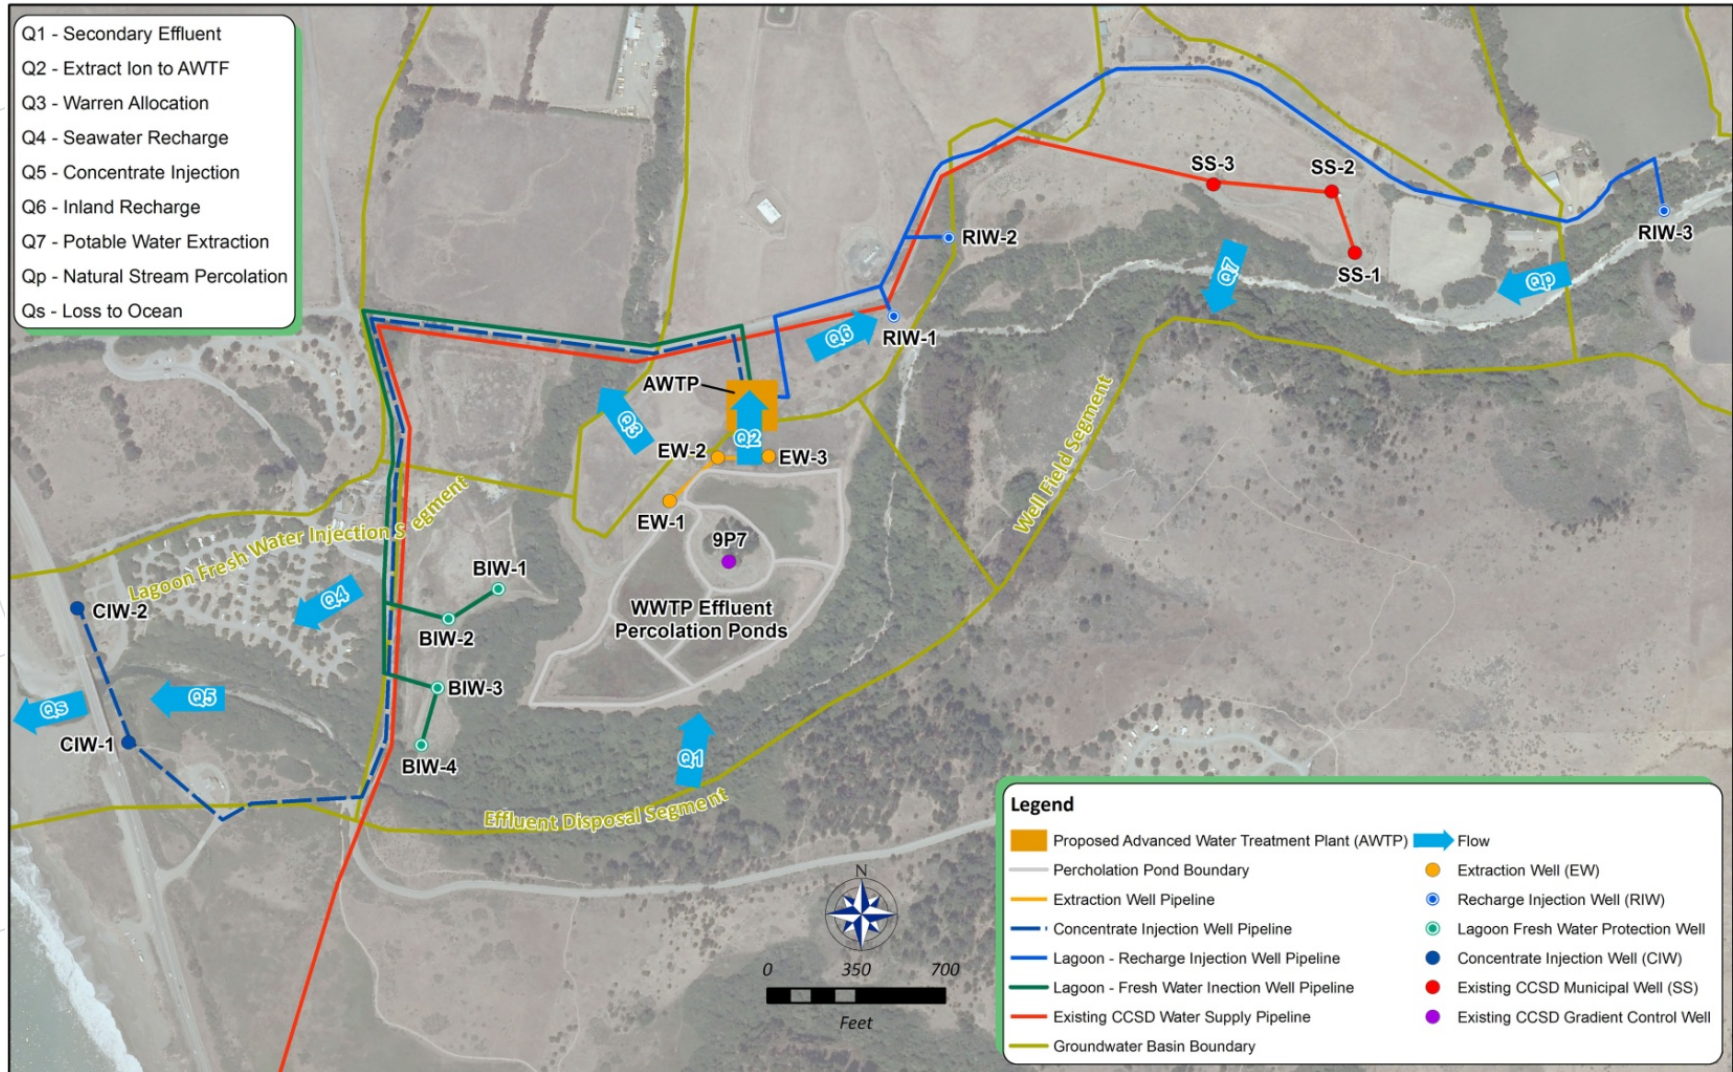 Q1 - Secondary Effluent
Q2 - Extract Ion to AWTF
Q3 - Warren Allocation
Q4 - Seawater Recharge
Q5 - Concentrate Injection
Q6 - Inland Recharge
Q7 - Potable Water Extraction
Qp - Natural Stream Percolation
Qs - Loss to Ocean
SS-3
SS-2
SS-1
RIW-3
RIW-2
RIW-1
Q7
Qp
Q6
AWTP
Q3
Q2
EW-2
EW-3
EW-1
9P7
WWTP Effluent
Percolation Ponds
Well Field Segment
Lagoon Fresh Water Injection Segment
BIW-1
BIW-2
BIW-3
BIW-4
CIW-2
CIW-1
Q4
Q5
Qs
Q1
Effluent Disposal Segment
N
0 350 700
Feet
Legend
Proposed Advanced Water Treatment Plant (AWTP)
Percholation Pond Boundary
Extraction Well Pipeline
Concentrate Injection Well Pipeline
Lagoon - Recharge Injection Well Pipeline
Lagoon - Fresh Water Inection Well Pipeline
Existing CCSD Water Supply Pipeline
Groundwater Basin Boundary
Flow
Extraction Well (EW)
Recharge Injection Well (RIW)
Lagoon Fresh Water Protection Well
Concentrate Injection Well (CIW)
Existing CCSD Municipal Well (SS)
Existing CCSD Gradient Control Well